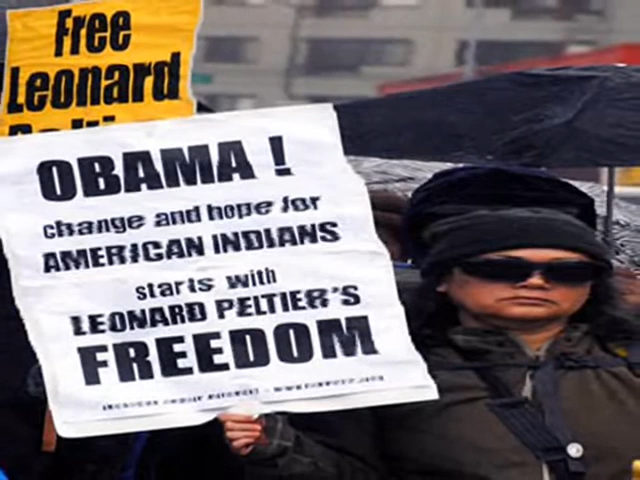 Free
Leonard
OBAMA !
change and hope for
AMERICAN INDIANS
starts with
LEONARD PELTIER'S
FREEDOM